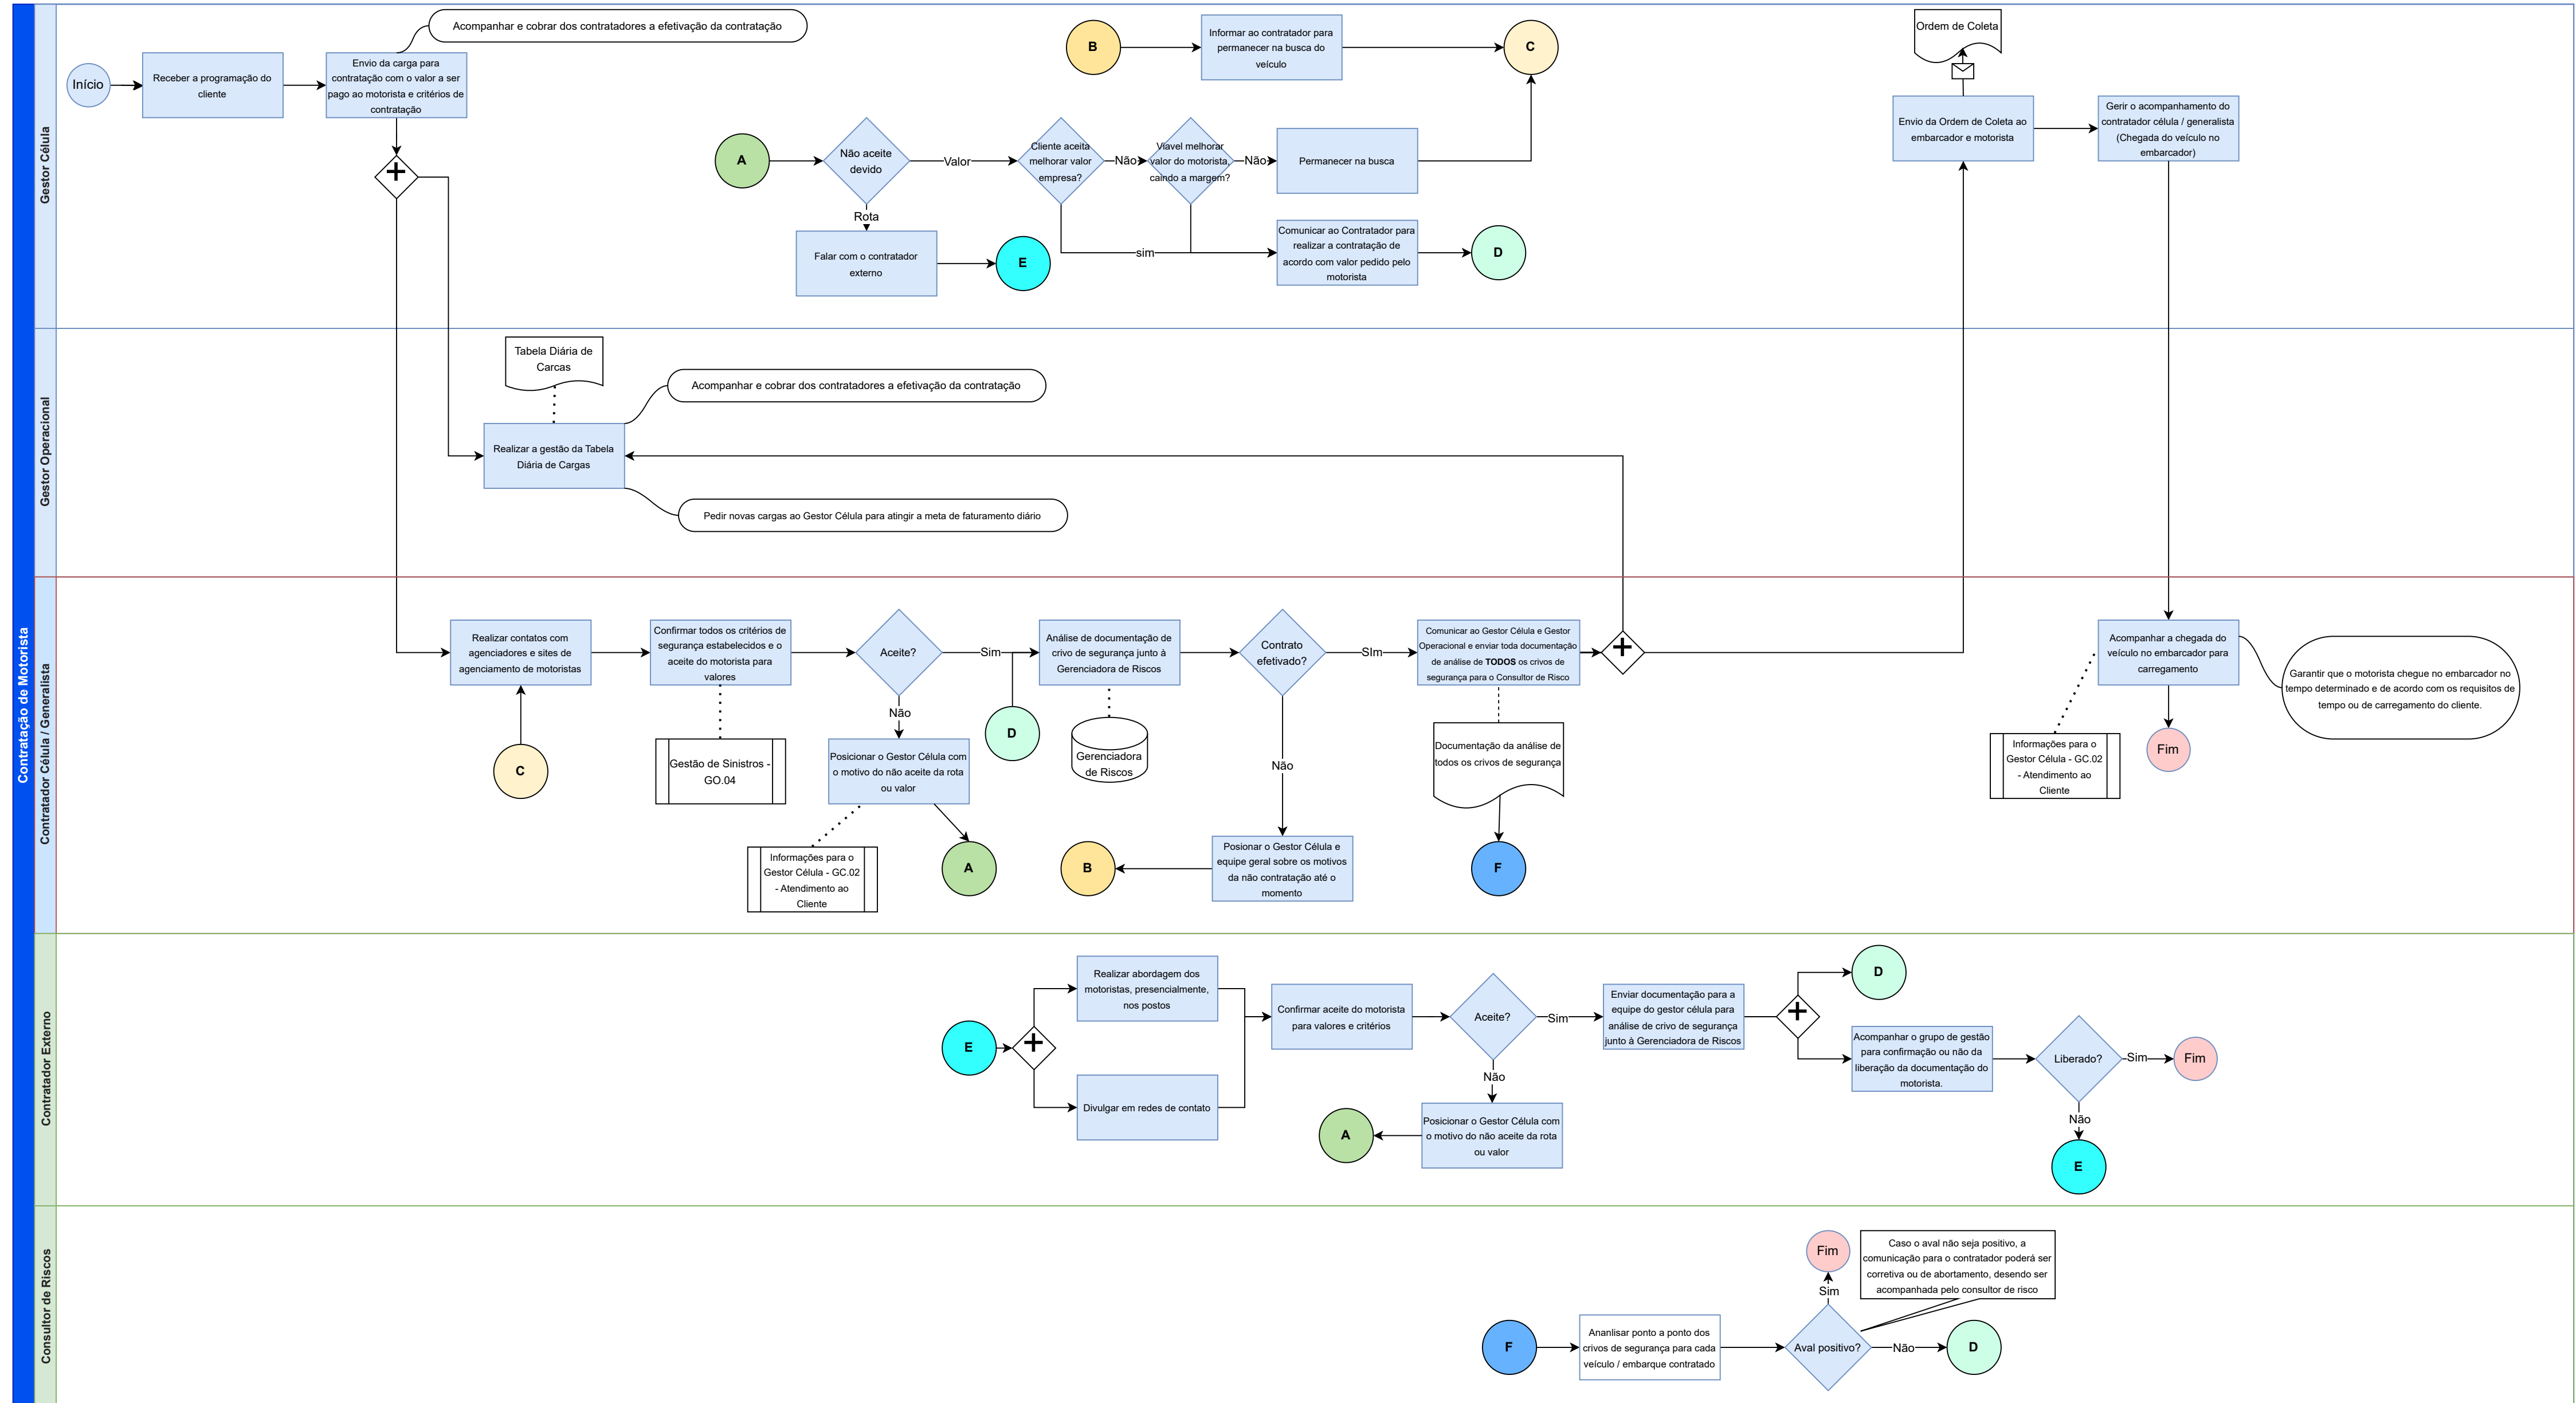 Contratação de Motorista
Gestor Célula
Início
Receber a programação do
cliente
Envio da carga para
contratação com o valor a ser
pago ao motorista e critérios de
contratação
Acompanhar e cobrar dos contratadores a efetivação da contratação
B
Informar ao contratador para
permanecer na busca do
veículo
C
A
Não aceite
devido
Valor
Cliente aceita
melhorar valor
empresa?
Não
Viavel melhorar
valor do motorista,
caindo a margem?
Não
Permanecer na busca
Rota
Falar com o contratador
externo
E
sim
Comunicar ao Contratador para
realizar a contratação de
acordo com valor pedido pelo
motorista
D
Ordem de Coleta
Envio da Ordem de Coleta ao
embarcador e motorista
Gerir o acompanhamento do
contratador célula / generalista
(Chegada do veículo no
embarcador)
Gestor Operacional
Tabela Diária de
Carcas
Acompanhar e cobrar dos contratadores a efetivação da contratação
Realizar a gestão da Tabela
Diária de Cargas
Pedir novas cargas ao Gestor Célula para atingir a meta de faturamento diário
Contratador Célula / Generalista
Realizar contatos com
agenciadores e sites de
agenciamento de motoristas
C
Confirmar todos os critérios de
segurança estabelecidos e o
aceite do motorista para
valores
Gestão de Sinistros -
GO.04
Aceite?
Sim
Não
Posicionar o Gestor Célula com
o motivo do não aceite da rota
ou valor
Informações para o
Gestor Célula - GC.02
- Atendimento ao
Cliente
A
D
Análise de documentação de
crivo de segurança junto à
Gerenciadora de Riscos
Gerenciadora
de Riscos
Contrato
efetivado?
SIm
Não
Posionar o Gestor Célula e
equipe geral sobre os motivos
da não contratação até o
momento
B
Comunicar ao Gestor Célula e Gestor
Operacional e enviar toda documentação
de análise de TODOS os crivos de
segurança para o Consultor de Risco
Documentação da análise de
todos os crivos de segurança
F
Acompanhar a chegada do
veículo no embarcador para
carregamento
Informações para o
Gestor Célula - GC.02
- Atendimento ao
Cliente
Fim
Garantir que o motorista chegue no embarcador no
tempo determinado e de acordo com os requisitos de
tempo ou de carregamento do cliente.
Contratador Externo
E
Realizar abordagem dos
motoristas, presencialmente,
nos postos
Divulgar em redes de contato
Confirmar aceite do motorista
para valores e critérios
Aceite?
Sim
Não
Posicionar o Gestor Célula com
o motivo do não aceite da rota
ou valor
A
Enviar documentação para a
equipe do gestor célula para
análise de crivo de segurança
junto à Gerenciadora de Riscos
D
Acompanhar o grupo de gestão
para confirmação ou não da
liberação da documentação do
motorista.
Liberado?
Sim
Fim
Não
E
Consultor de Riscos
F
Ananlisar ponto a ponto dos
crivos de segurança para cada
veículo / embarque contratado
Aval positivo?
Sim
Fim
Não
D
Caso o aval não seja positivo, a
comunicação para o contratador poderá ser
corretiva ou de abortamento, desendo ser
acompanhada pelo consultor de risco